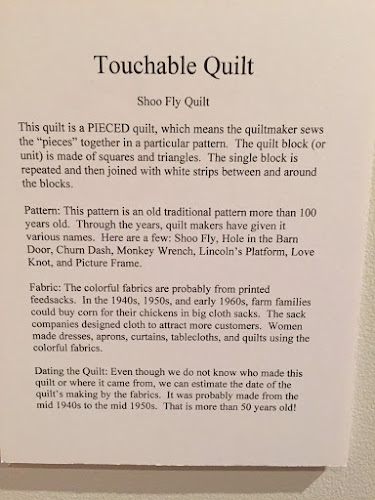 Touchable Quilt
Shoo Fly Quilt
This quilt is a PIECED quilt, which means the quiltmaker sews
the “pieces” together in a particular pattern.  The quilt block (or
unit) is made of squares and triangles.  The single block is
repeated and then joined with white strips between and around
the blocks.
Pattern: This pattern is an old traditional pattern more than 100
years old.  Through the years, quilt makers have given it
various names.  Here are a few: Shoo Fly, Hole in the Barn
Door, Churn Dash, Monkey Wrench, Lincoln’s Platform, Love
Knot, and Picture Frame.
Fabric: The colorful fabrics are probably from printed
feedsacks.  In the 1940s, 1950s, and early 1960s, farm families
could buy corn for their chickens in big cloth sacks.  The sack
companies designed cloth to attract more customers.  Women
made dresses, aprons, curtains, tablecloths, and quilts using the
colorful fabrics.
Dating the Quilt: Even though we do not know who made this
quilt or where it came from, we can estimate the date of the
quilt’s making by the fabrics.  It was probably made from the
mid 1940s to the mid 1950s.  That is more than 50 years old!